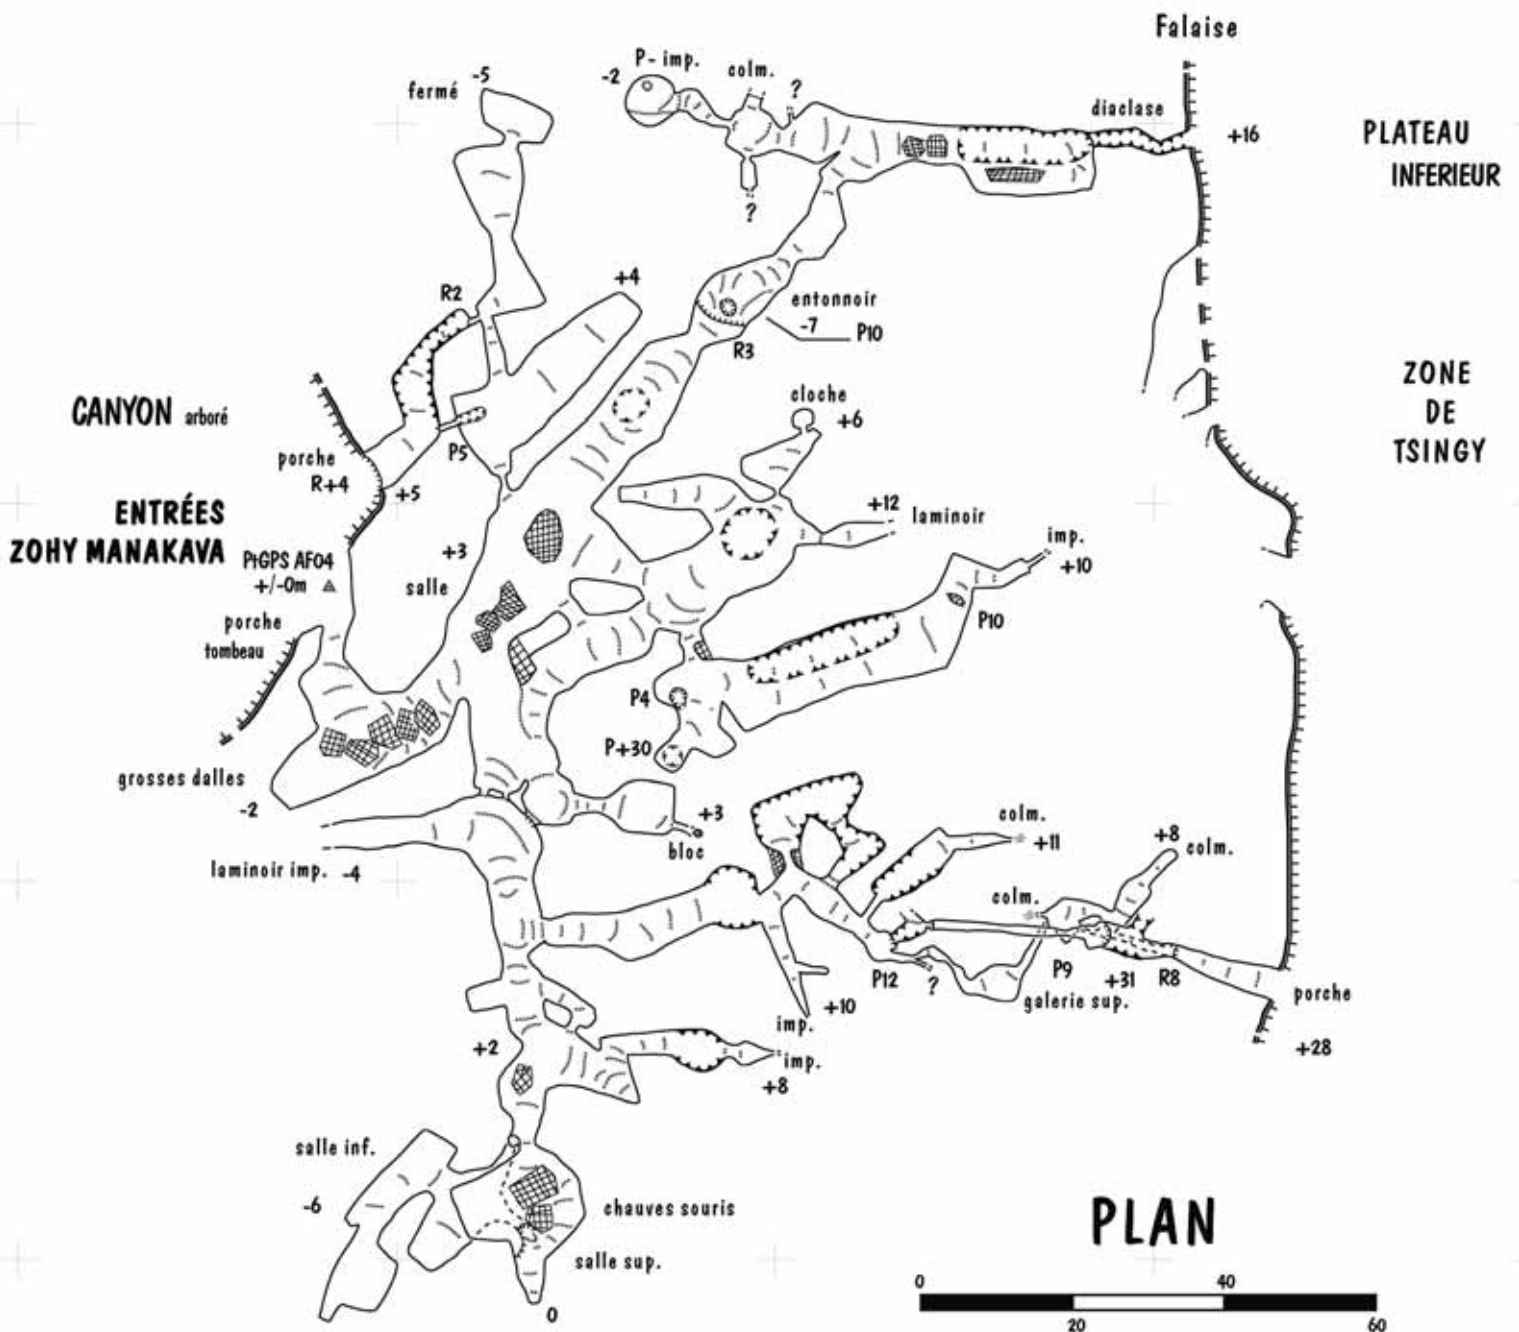 Falaise
P- imp.
-2
colm.
?
-5
fermé
diaclase
+16
PLATEAU
INFERIEUR
?
+4
R2
entonnoir
-7 P10
R3
ZONE
DE
TSINGY
CANYON arboré
cloche
+6
P5
porche
R+4
+5
ENTRÉES
ZOHY MANAKAVA
+12
laminoir
imp.
+10
+3
PtGPS AF04
+/-0m
salle
porche
tombeau
P10
P4
P+30
grosses dalles
-2
+3
bloc
colm.
+11
+8
colm.
laminoir imp. -4
colm.
P12
?
P9
+31
R8
galerie sup.
porche
+28
+10
imp.
+2
imp.
+8
salle inf.
-6
chauves souris
salle sup.
0
PLAN
0 40
20 60